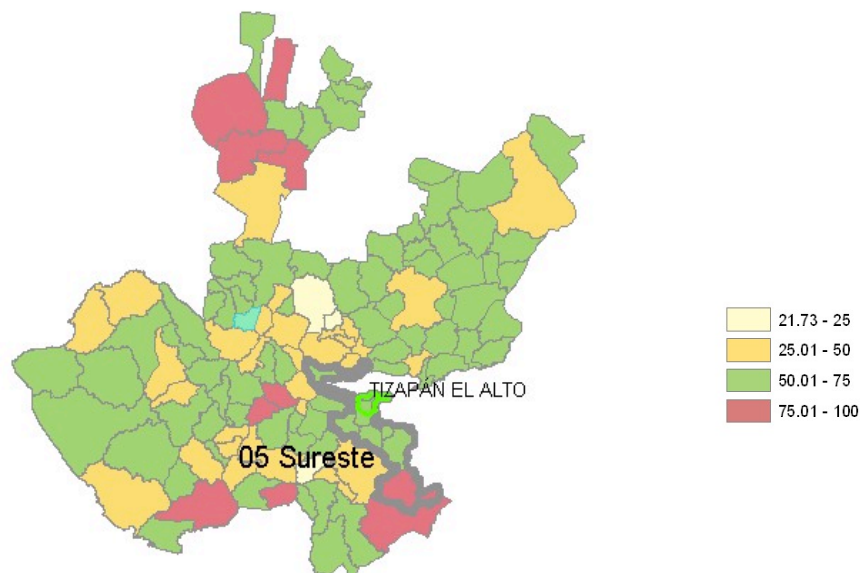 21.73 - 25
25.01 - 50
50.01 - 75
TIZAPÁN EL ALTO
75.01 - 100
05 Sureste